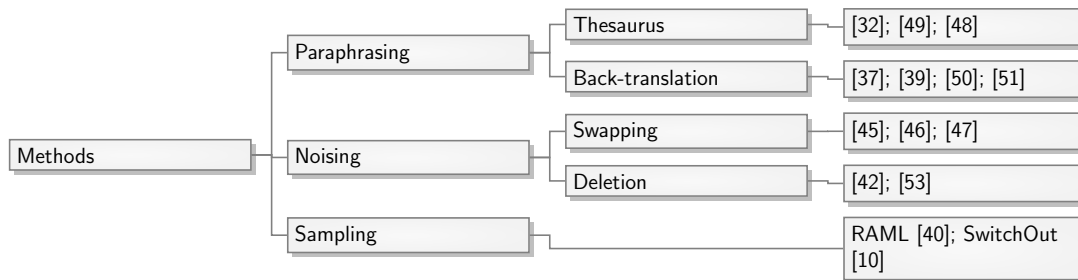 Methods
Paraphrasing
Thesaurus
[32]; [49]; [48]
Back-translation
[37]; [39]; [50]; [51]
Noising
Swapping
[45]; [46]; [47]
Deletion
[42]; [53]
Sampling
RAML [40]; SwitchOut
[10]